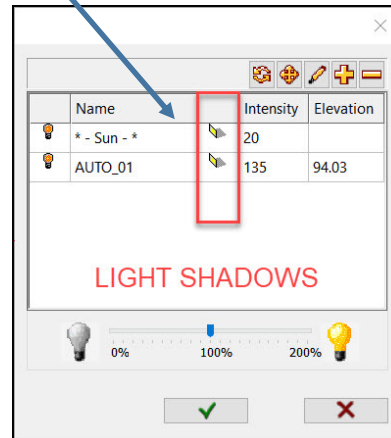 Name Intensity Elevation
* - Sun - * 20
AUTO_01 135 94.03
LIGHT SHADOWS
0% 100% 200%